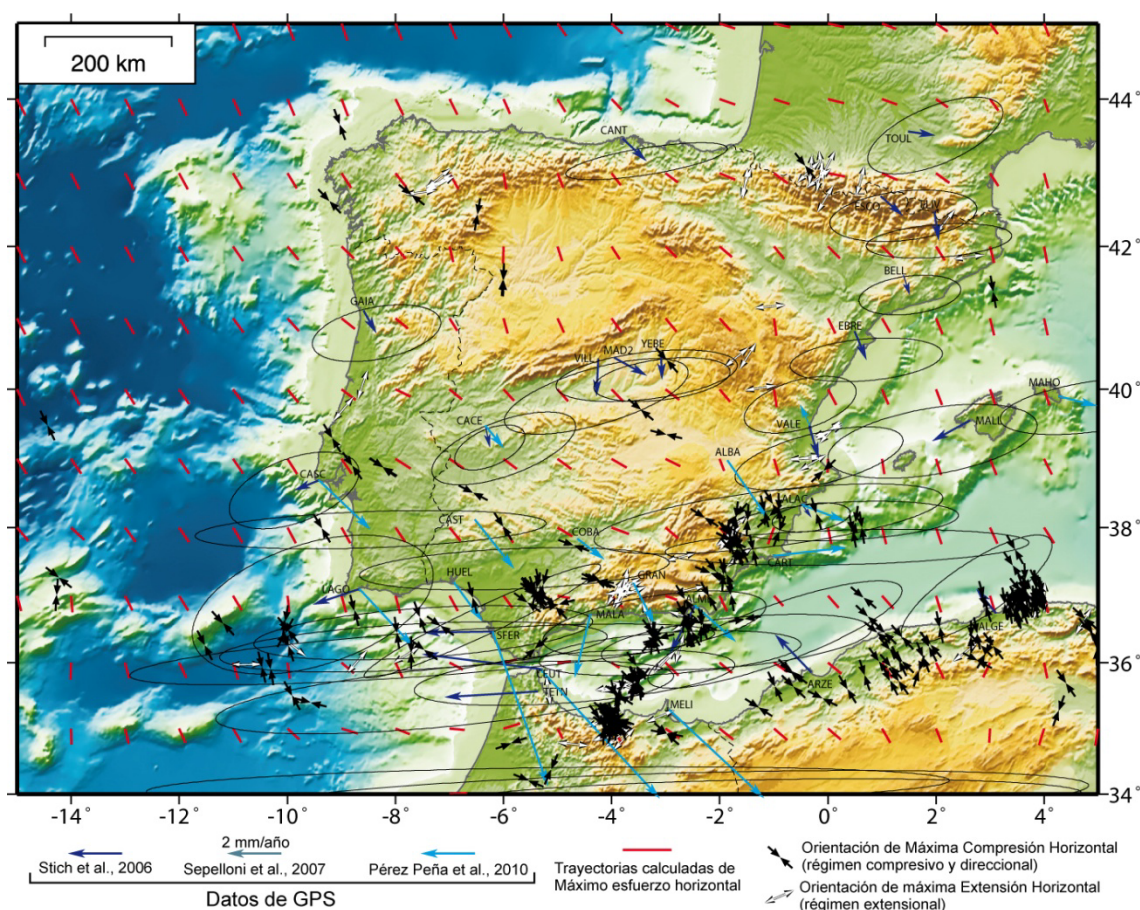 200 km
44°
42°
40°
38°
36°
34°
-14°
-12°
-10°
-8°
-6°
-4°
-2°
0°
2°
4°
CANT
TOUL
ESCO
BELL
GAIA
EBRE
YEBE
MAD2
VILL
MAHO
CACE
VALE
MALL
ALBA
CASC
ALAC
CAST
COBA
CART
HUEL
GRAN
LAGO
MALA
SFER
ALGE
CEUT
TETN
ARZE
MELI
2 mm/año
Stich et al., 2006
Sepelloni et al., 2007
Pérez Peña et al., 2010
Datos de GPS
Trayectorias calculadas de
Máximo esfuerzo horizontal
Orientación de Máxima Compresión Horizontal
(régimen compresivo y direccional)
Orientación de máxima Extensión Horizontal
(régimen extensional)